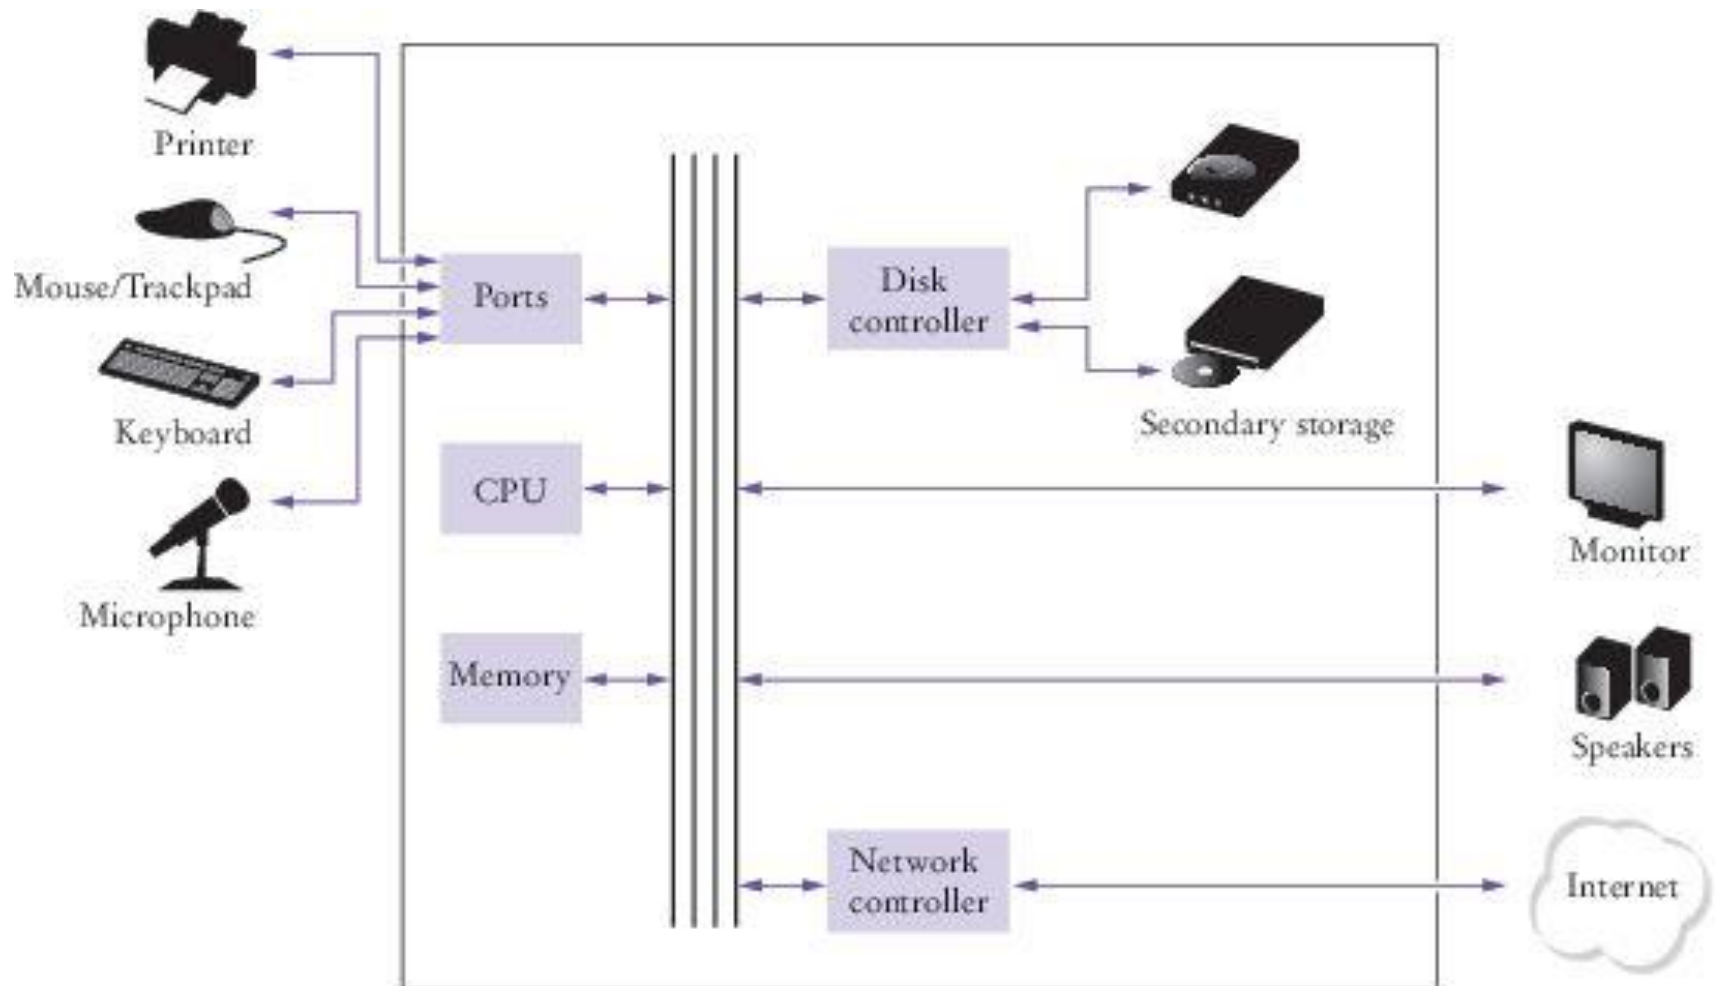 Printer
Mouse/Trackpad
Keyboard
Microphone
Ports
CPU
Memory
Disk
controller
Secondary storage
Network
controller
Monitor
Speakers
Internet